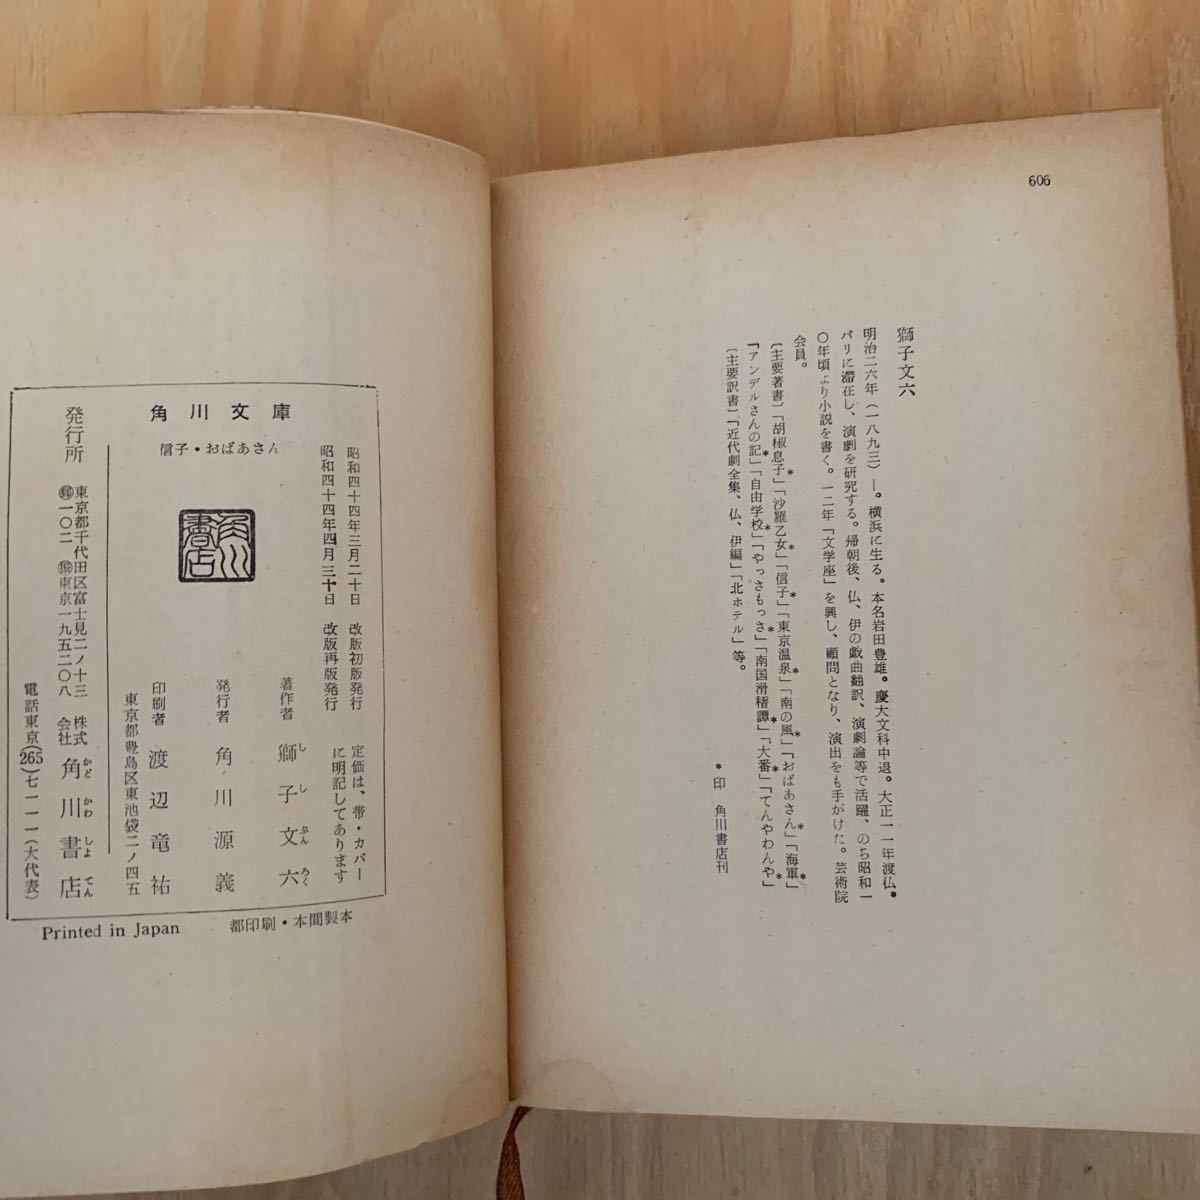 606
獅子文六
明治二六年(一八九三)―。横浜に生る。本名岩田豊雄。慶大文科中退。大正一一年渡仏。
パリに滞在し、演劇を研究する。帰朝後、仏、伊の戯曲翻訳、演劇論等で活躍、のち昭和一
〇年頃より小説を書く。一二年「文学座」を興し、顧問となり、演出をも手がけた。芸術院
会員。
〔主要著書〕「胡椒息子*」「沙羅乙女*」「信子*」「東京温泉*」「南の風*」「おばあさん*」「海軍*」
「アンデルさんの記*」「自由学校*」「やっさもっさ*」「南国滑稽譚*」「大番*」「てんやわんや*」
〔主要訳書〕「近代劇全集、仏、伊編」「北ホテル」等。
*印 角川書店刊
角川文庫
信子・おばあさん
角川書店
昭和四十四年三月二十日 改版初版発行
昭和四十四年四月三十日 改版再版発行
定価は、帯・カバー
に明記してあります
著作者 獅子文六
し し ぶん ろく
発行者 角川源義
印刷者 渡辺竜祐
東京都豊島区東池袋二ノ四五
発行所
東京都千代田区富士見二ノ十三
一〇二 東京一九五二〇八
株式会社 角川書店
かど かわ しよ てん
電話東京(265)七一一一(大代表)
Printed in Japan
都印刷・本間製本